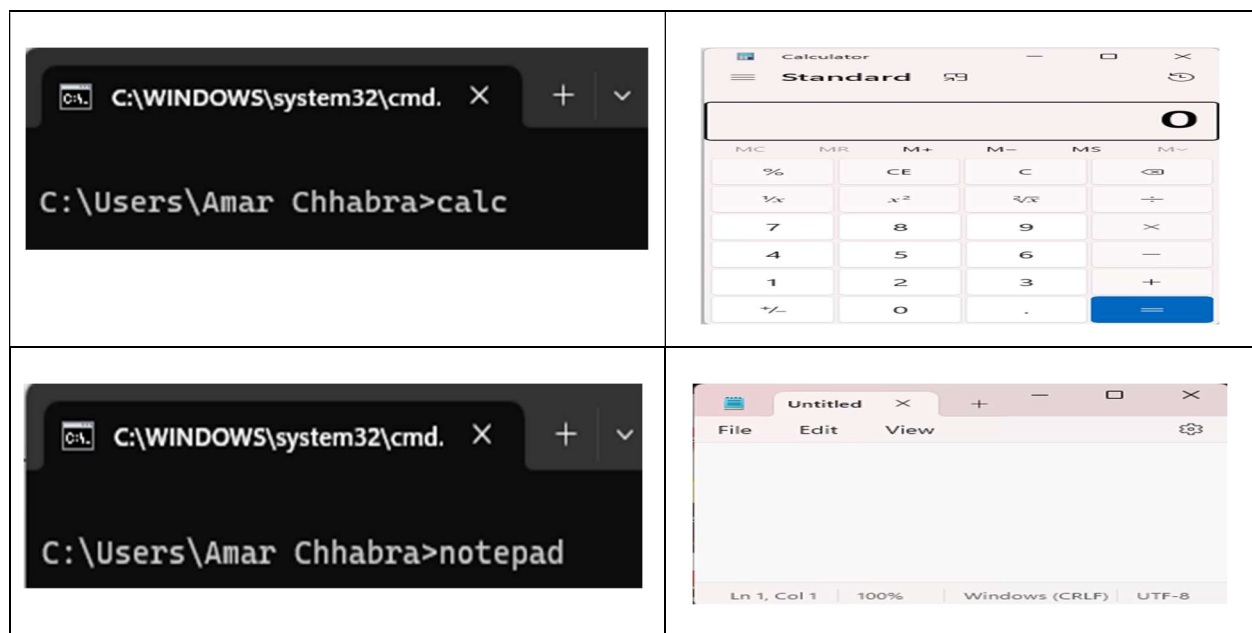 C:\WINDOWS\system32\cmd.
C:\Users\Amar Chhabra>calc
Calculator
Standard
0
MC MR M+ M− MS M
% CE C
¹/x x² ²√x ÷
7 8 9 ×
4 5 6 −
1 2 3 +
+/− 0 . =
C:\WINDOWS\system32\cmd.
C:\Users\Amar Chhabra>notepad
Untitled
File Edit View
Ln 1, Col 1 100% Windows (CRLF) UTF-8